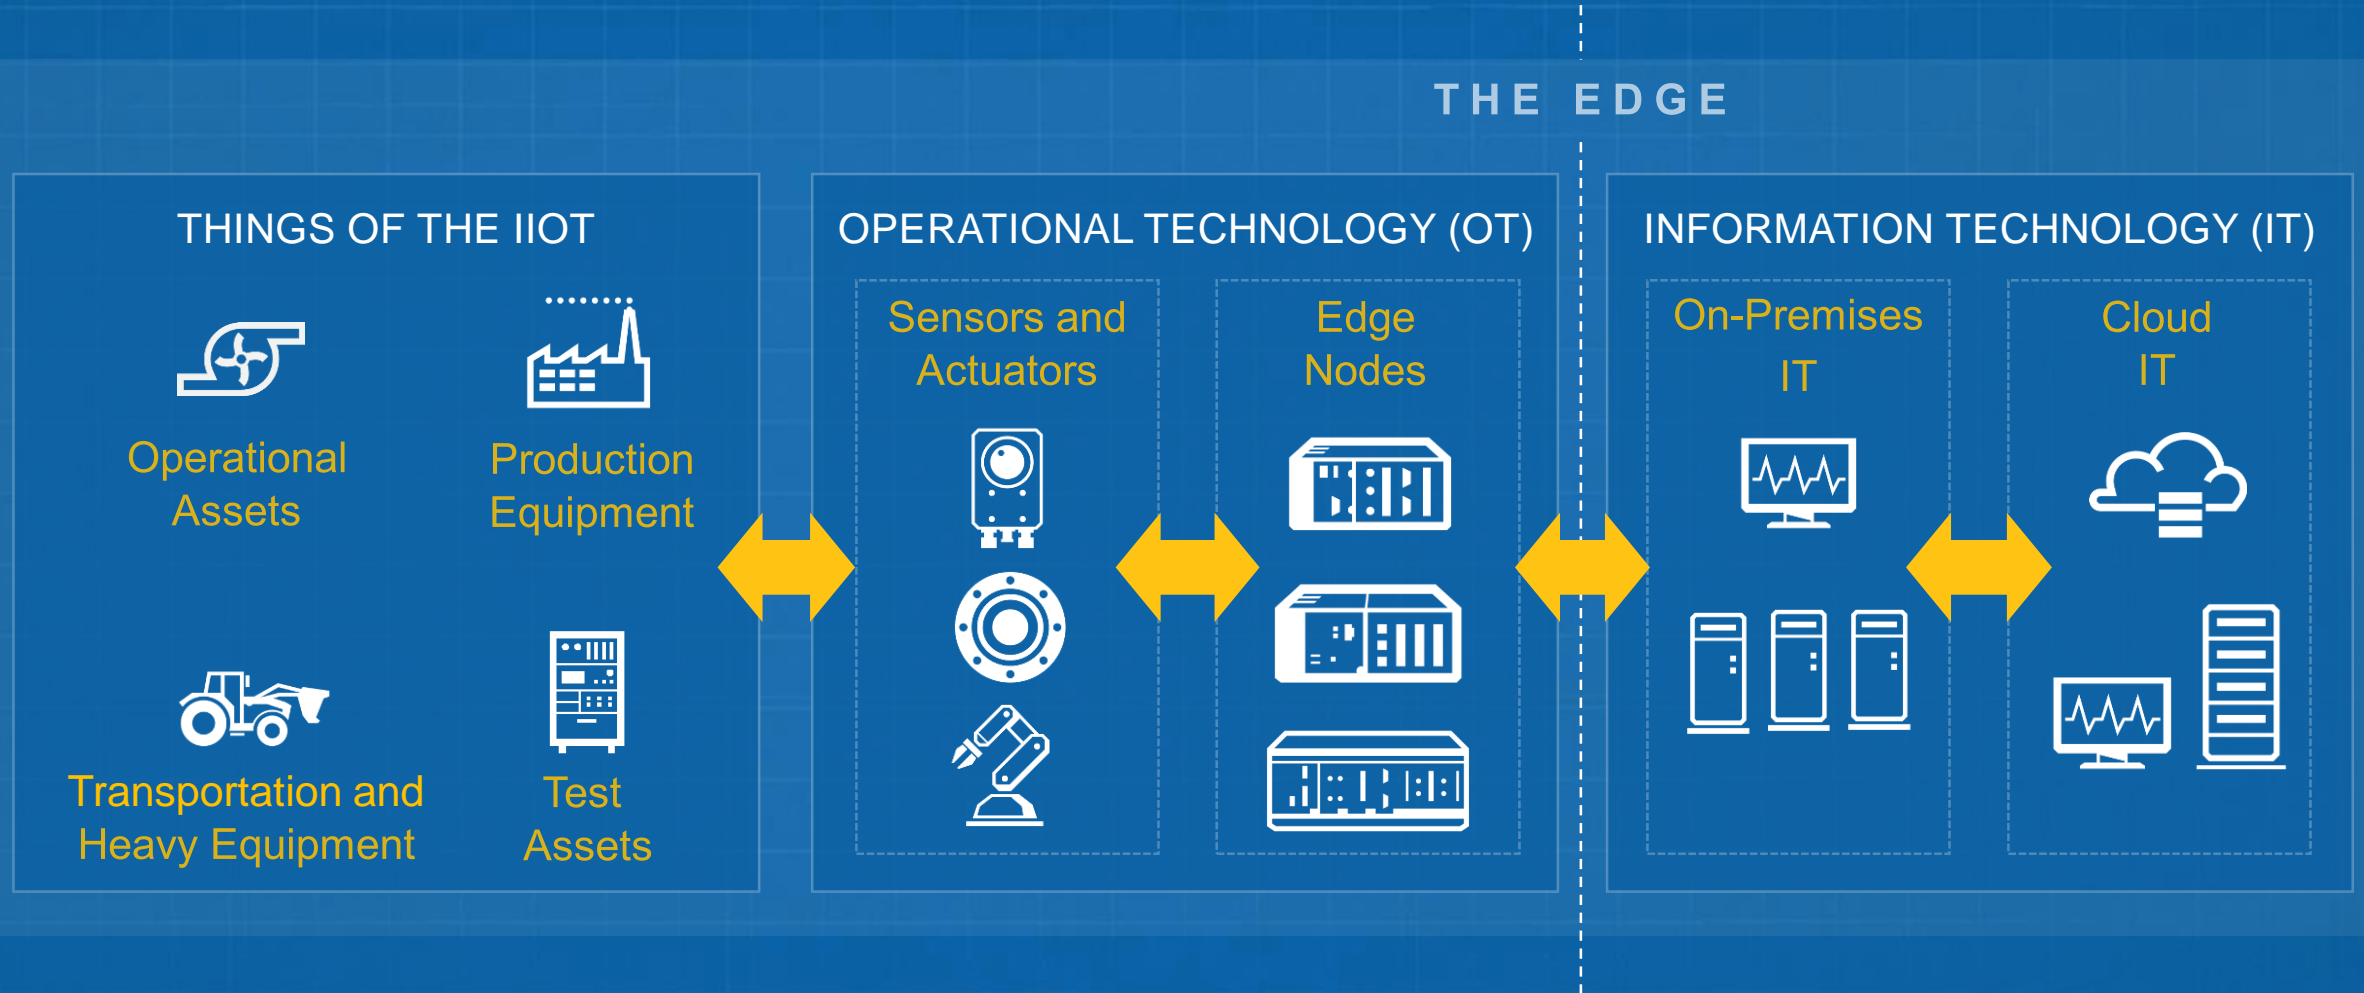 THE EDGE
THINGS OF THE IIOT
Operational
Assets
Production
Equipment
Transportation and
Heavy Equipment
Test
Assets
OPERATIONAL TECHNOLOGY (OT)
Sensors and
Actuators
Edge
Nodes
INFORMATION TECHNOLOGY (IT)
On-Premises
IT
Cloud
IT